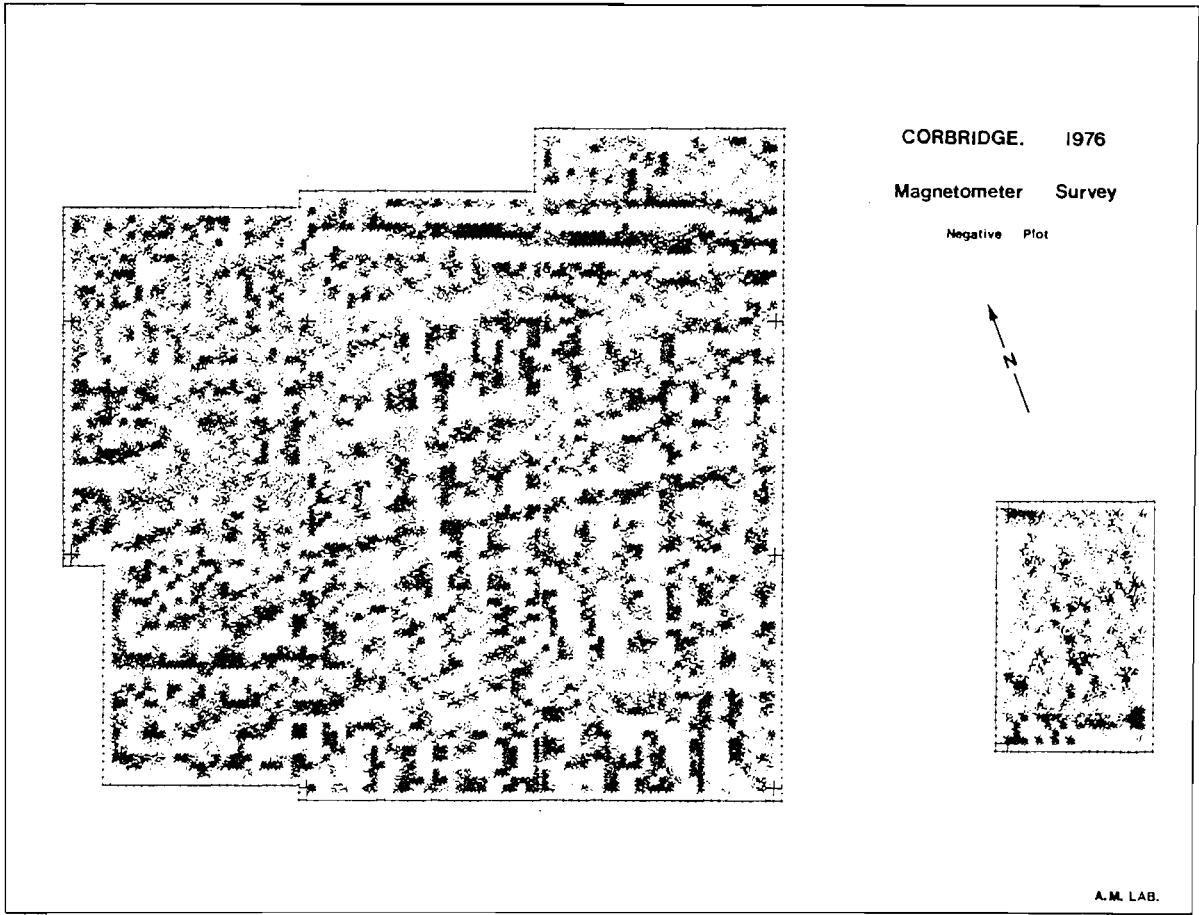 CORBRIDGE. 1976
Magnetometer Survey
Negative Plot
N
A.M. LAB.